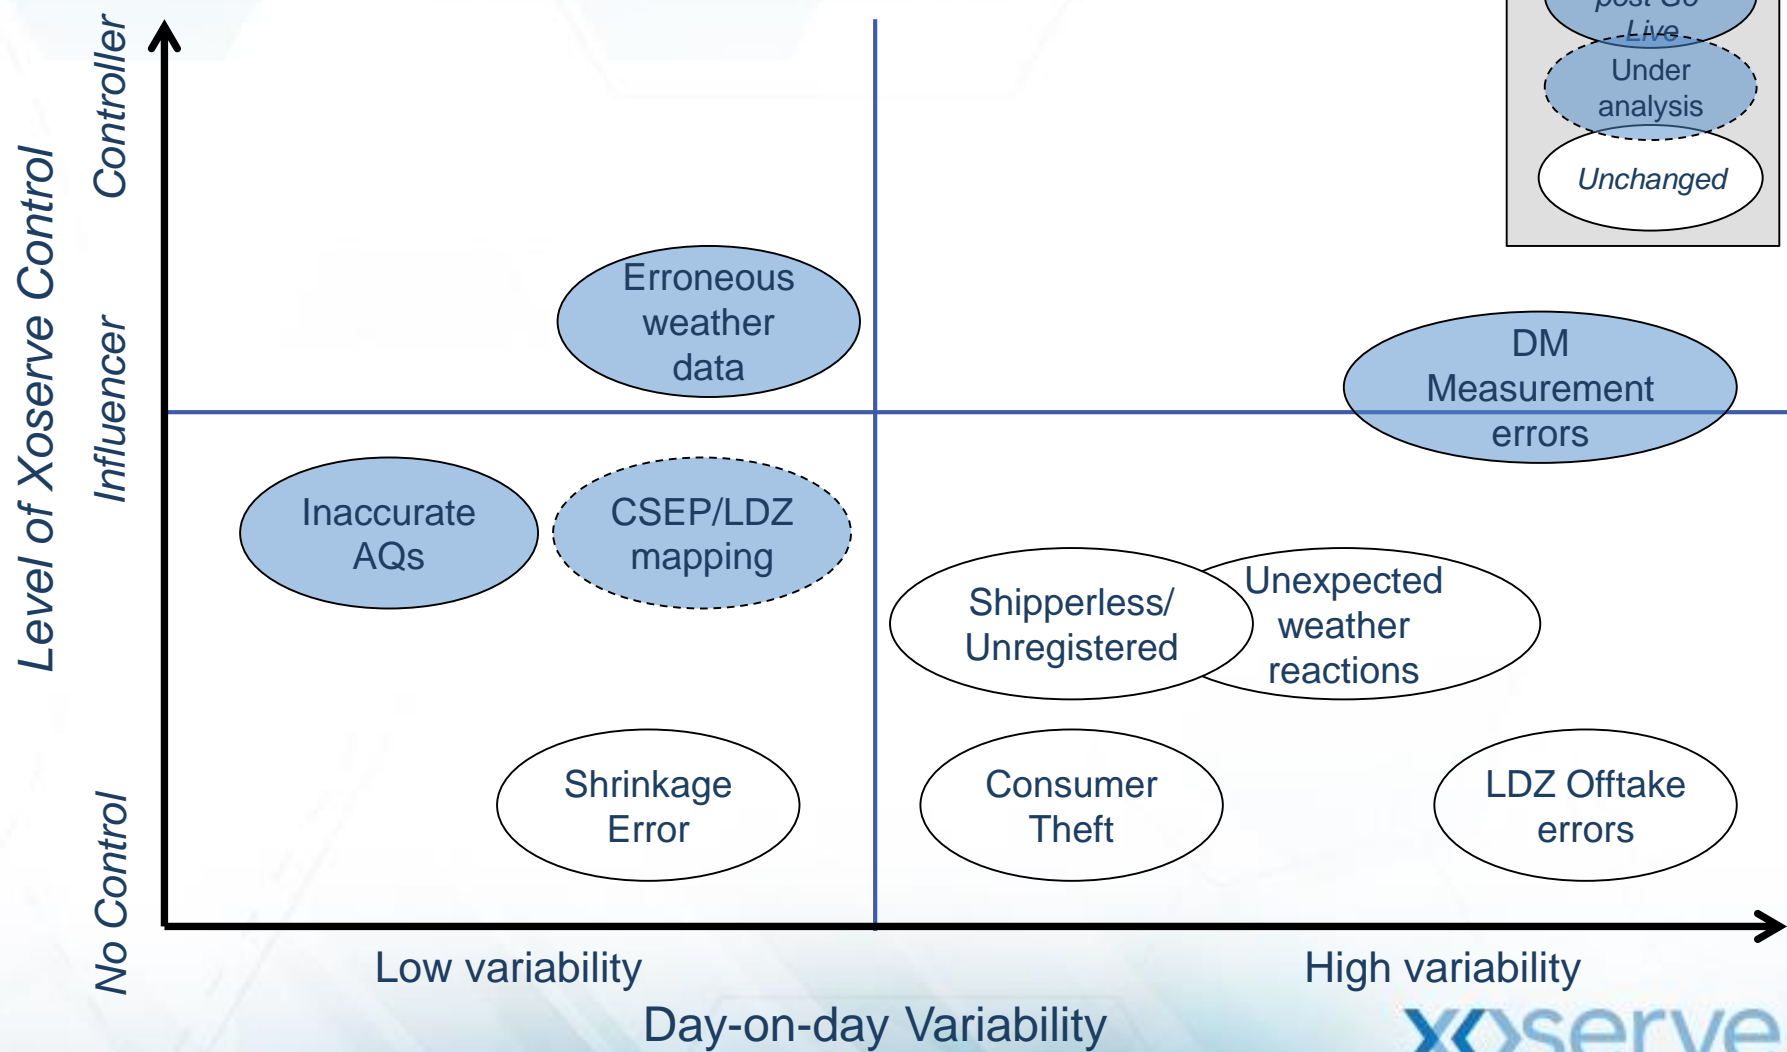 post Go
Live
Under
analysis
Unchanged
Level of Xoserve Control
Controller
Influencer
No Control
Erroneous
weather
data
DM
Measurement
errors
Inaccurate
AQs
CSEP/LDZ
mapping
Shipperless/
Unregistered
Unexpected
weather
reactions
Shrinkage
Error
Consumer
Theft
LDZ Offtake
errors
Low variability
High variability
Day-on-day Variability
xoserve